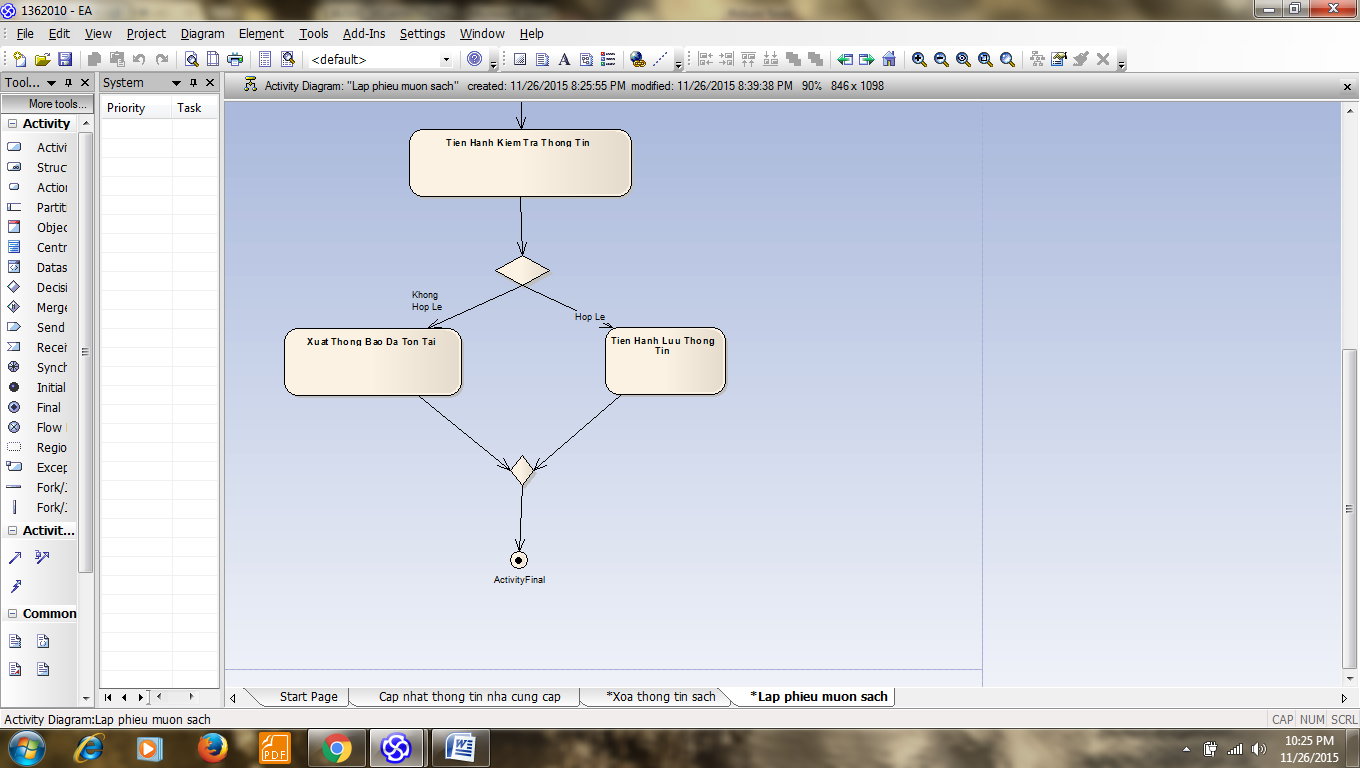 1362010 - EA
File Edit View Project Diagram Element Tools Add-Ins Settings Window Help
<default>
Tool...
System
Activity Diagram: "Lap phieu muon sach" created: 11/26/2015 8:25:55 PM modified: 11/26/2015 8:39:38 PM 90% 846 x 1098
More tools...
Priority Task
Activity
Activi
Struc
Action
Partiti
Objec
Centr
Datas
Decisi
Merge
Send
Recei
Synch
Initial
Final
Flow
Regio
Excep
Fork/J
Fork/J
Activit...
Common
Tien Hanh Kiem Tra Thong Tin
Khong
Hop Le
Hop Le
Xuat Thong Bao Da Ton Tai
Tien Hanh Luu Thong
Tin
ActivityFinal
Start Page Cap nhat thong tin nha cung cap *Xoa thong tin sach *Lap phieu muon sach
Activity Diagram:Lap phieu muon sach
CAP NUM SCRL
PDF
10:25 PM
11/26/2015